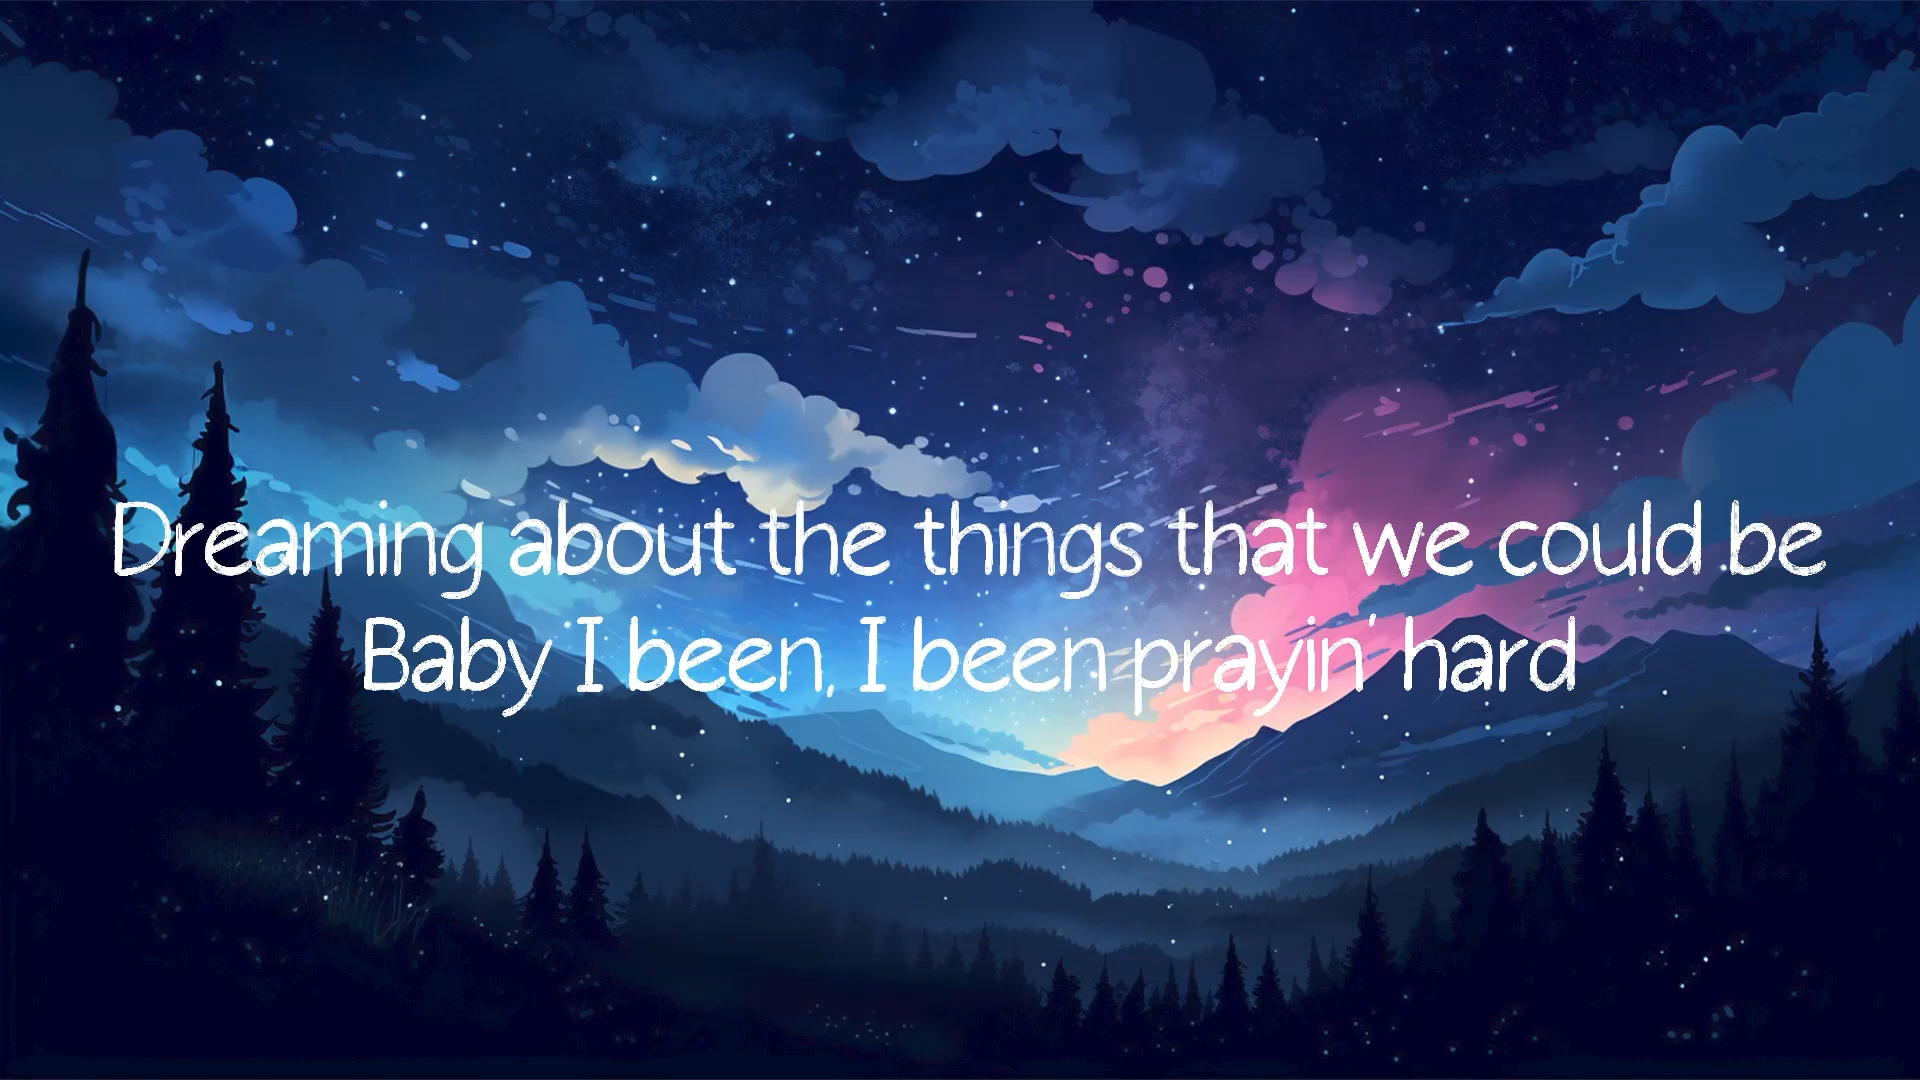 Dreaming about the things that we could be
Baby I been, I been prayin' hard